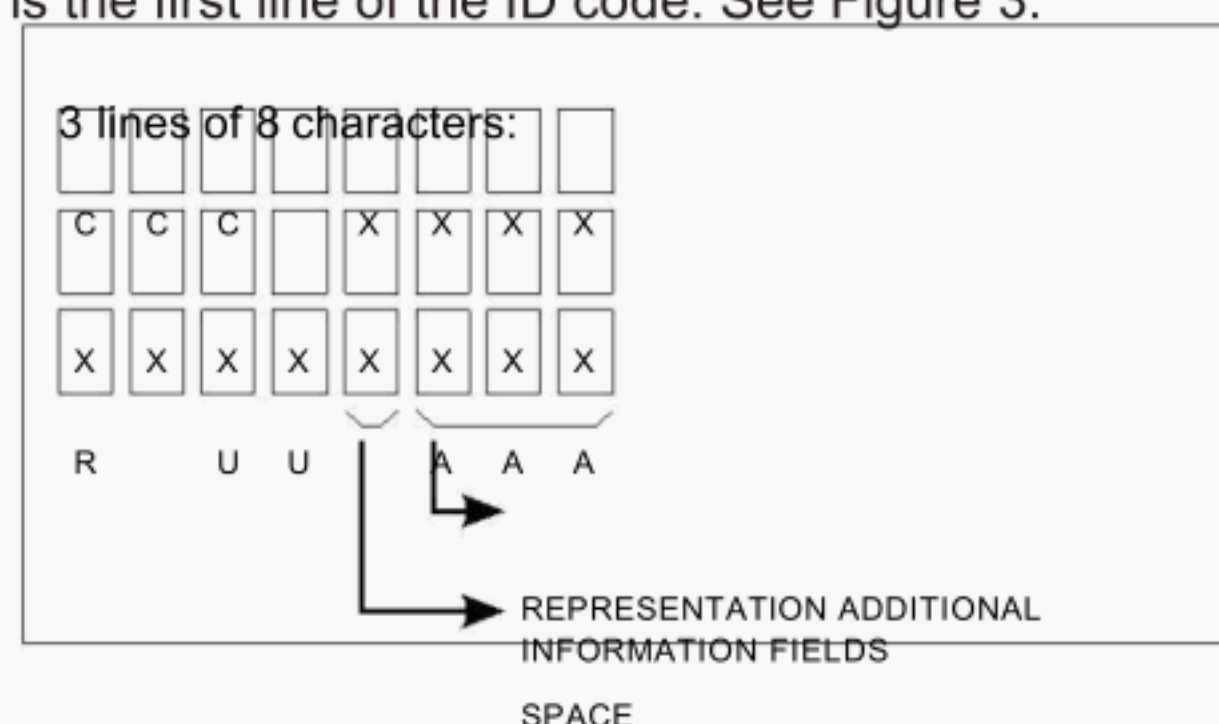 is the first line of the ID code. See Figure 3.
3 lines of 8 characters:
C C C X X X X
X X X X X X X X
R U U A A A
REPRESENTATION ADDITIONAL
INFORMATION FIELDS
SPACE